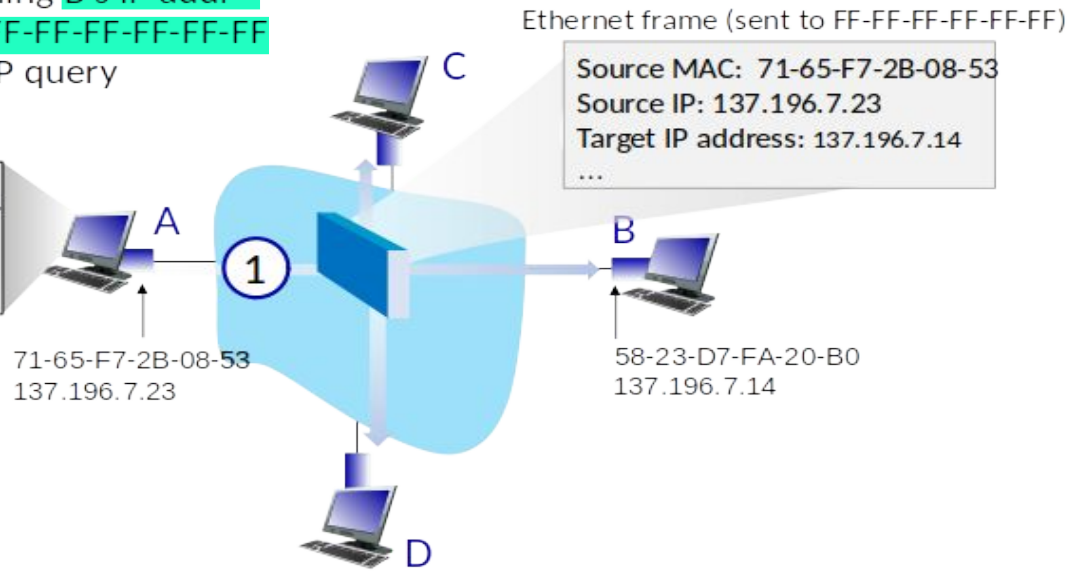 FF-FF-FF-FF-FF-FF
P query
Ethernet frame (sent to FF-FF-FF-FF-FF-FF)
Source MAC: 71-65-F7-2B-08-53
Source IP: 137.196.7.23
Target IP address: 137.196.7.14
...
C
A
B
1
71-65-F7-2B-08-53
137.196.7.23
58-23-D7-FA-20-B0
137.196.7.14
D